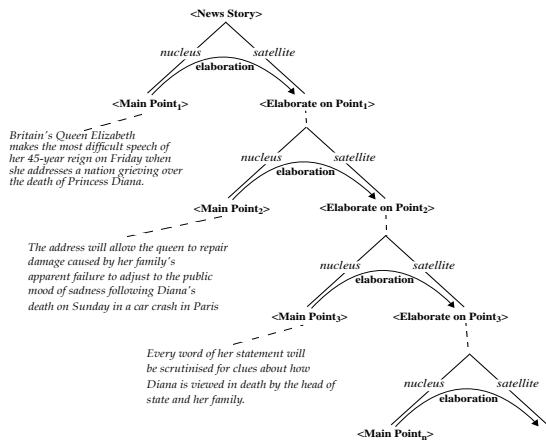 <News Story>
nucleus satellite
elaboration
<Main Point1> <Elaborate on Point1>
Britain's Queen Elizabeth
makes the most difficult speech of
her 45-year reign on Friday when
she addresses a nation grieving over
the death of Princess Diana.
nucleus satellite
elaboration
<Main Point2> <Elaborate on Point2>
The address will allow the queen to repair
damage caused by her family's
apparent failure to adjust to the public
mood of sadness following Diana's
death on Sunday in a car crash in Paris
nucleus satellite
elaboration
<Main Point3> <Elaborate on Point3>
Every word of her statement will
be scrutinised for clues about how
Diana is viewed in death by the head of
state and her family.
nucleus satellite
elaboration
<Main Pointn>